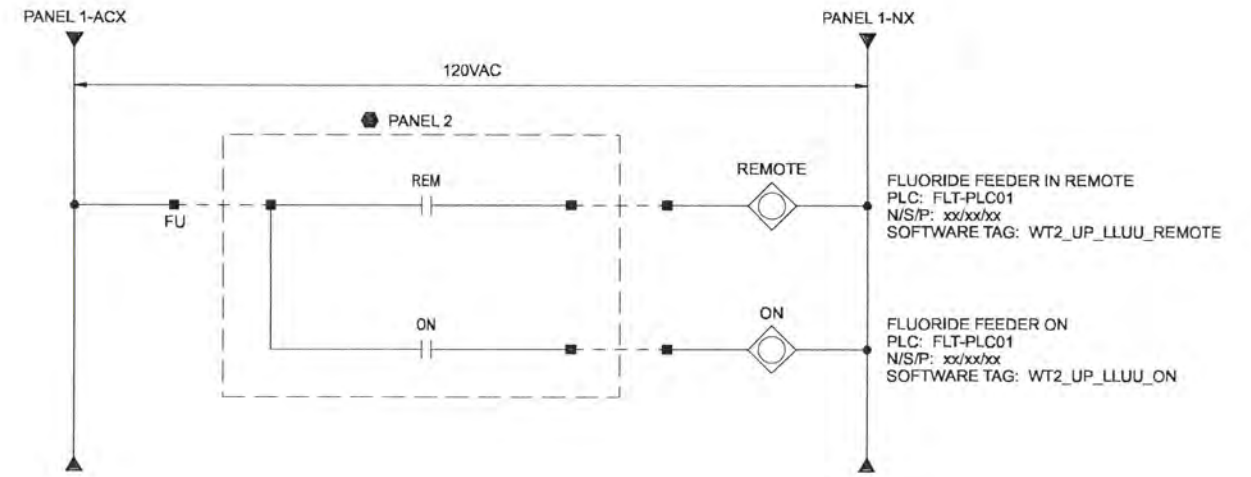 PANEL 1-ACX
PANEL 1-NX
120VAC
PANEL 2
REM
REMOTE
FU
FLUORIDE FEEDER IN REMOTE
PLC: FLT-PLC01
N/S/P: xx/xx/xx
SOFTWARE TAG: WT2_UP_LLUU_REMOTE
ON
ON
FLUORIDE FEEDER ON
PLC: FLT-PLC01
N/S/P: xx/xx/xx
SOFTWARE TAG: WT2_UP_LLUU_ON